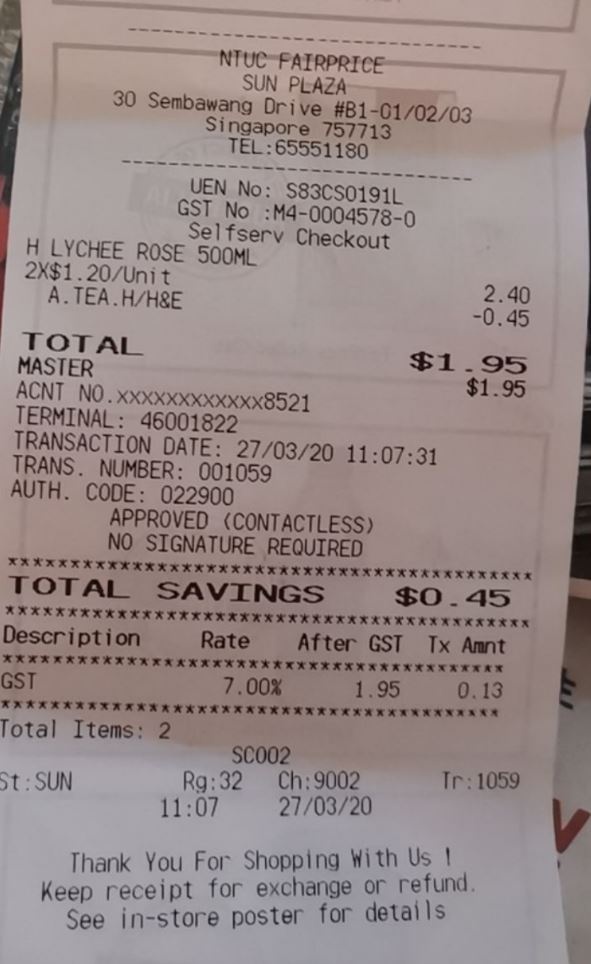 --------------------------------
NTUC FAIRPRICE
SUN PLAZA
30 Sembawang Drive #B1-01/02/03
Singapore 757713
TEL:65551180
--------------------------------
UEN No: S83CS0191L
GST No :M4-0004578-0
Selfserv Checkout
H LYCHEE ROSE 500ML
2X$1.20/Unit 2.40
A.TEA.H/H&E -0.45
TOTAL $1.95
MASTER $1.95
ACNT NO.xxxxxxxxxxxx8521
TERMINAL: 46001822
TRANSACTION DATE: 27/03/20 11:07:31
TRANS. NUMBER: 001059
AUTH. CODE: 022900
APPROVED (CONTACTLESS)
NO SIGNATURE REQUIRED
******************************************
TOTAL SAVINGS $0.45
******************************************
Description Rate After GST Tx Amnt
******************************************
GST 7.00% 1.95 0.13
******************************************
Total Items: 2
SC002
St:SUN Rg:32 Ch:9002 Tr:1059
11:07 27/03/20
Thank You For Shopping With Us !
Keep receipt for exchange or refund.
See in-store poster for details